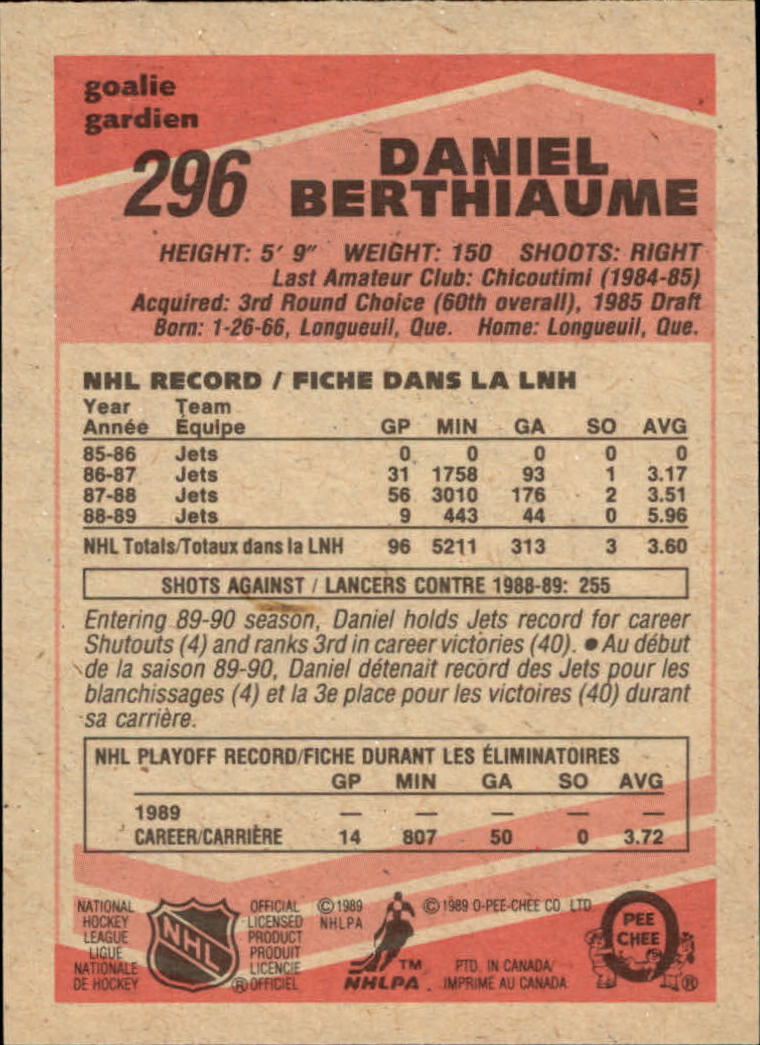 goalie
gardien
296
DANIEL
BERTHIAUME
HEIGHT: 5' 9" WEIGHT: 150 SHOOTS: RIGHT
Last Amateur Club: Chicoutimi (1984-85)
Acquired: 3rd Round Choice (60th overall), 1985 Draft
Born: 1-26-66, Longueuil, Que. Home: Longueuil, Que.
NHL RECORD / FICHE DANS LA LNH
Year Team
Année Équipe GP MIN GA SO AVG
85-86 Jets 0 0 0 0 0
86-87 Jets 31 1758 93 1 3.17
87-88 Jets 56 3010 176 2 3.51
88-89 Jets 9 443 44 0 5.96
NHL Totals/Totaux dans la LNH 96 5211 313 3 3.60
SHOTS AGAINST / LANCERS CONTRE 1988-89: 255
Entering 89-90 season, Daniel holds Jets record for career
Shutouts (4) and ranks 3rd in career victories (40). ● Au début
de la saison 89-90, Daniel détenait record des Jets pour les
blanchissages (4) et la 3e place pour les victoires (40) durant
sa carrière.
NHL PLAYOFF RECORD/FICHE DURANT LES ÉLIMINATOIRES
GP MIN GA SO AVG
1989 — — — — —
CAREER/CARRIÈRE 14 807 50 0 3.72
NATIONAL
HOCKEY
LEAGUE
LIGUE
NATIONALE
DE HOCKEY
NHL
OFFICIAL
LICENSED
PRODUCT
PRODUIT
LICENCIE
® OFFICIEL
© 1989
NHLPA
TM
NHLPA
© 1989 O-PEE-CHEE CO. LTD.
PTD. IN CANADA/
IMPRIME AU CANADA
PEE
CHEE
®